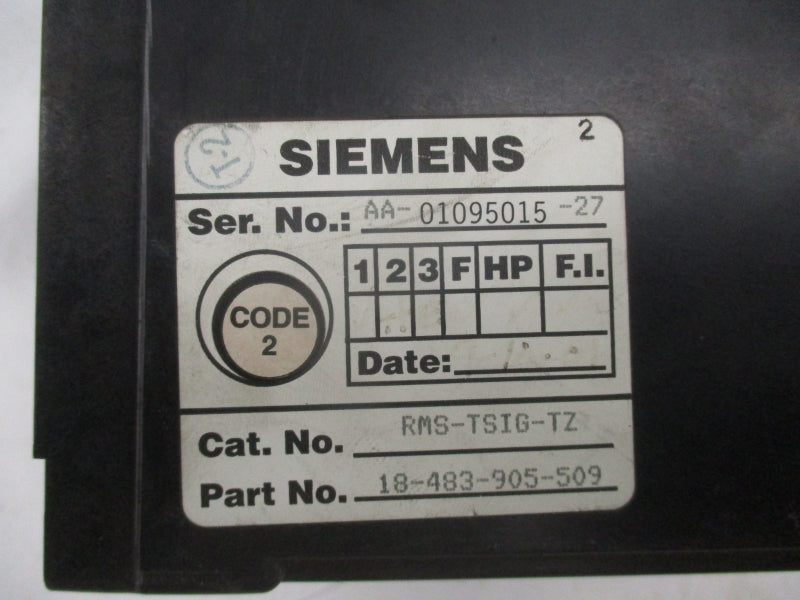 T-2
SIEMENS 2
Ser. No.: AA- 01095015 -27
CODE
2
1 2 3 F HP F.I.
Date:
Cat. No. RMS-TSIG-TZ
Part No. 18-483-905-509